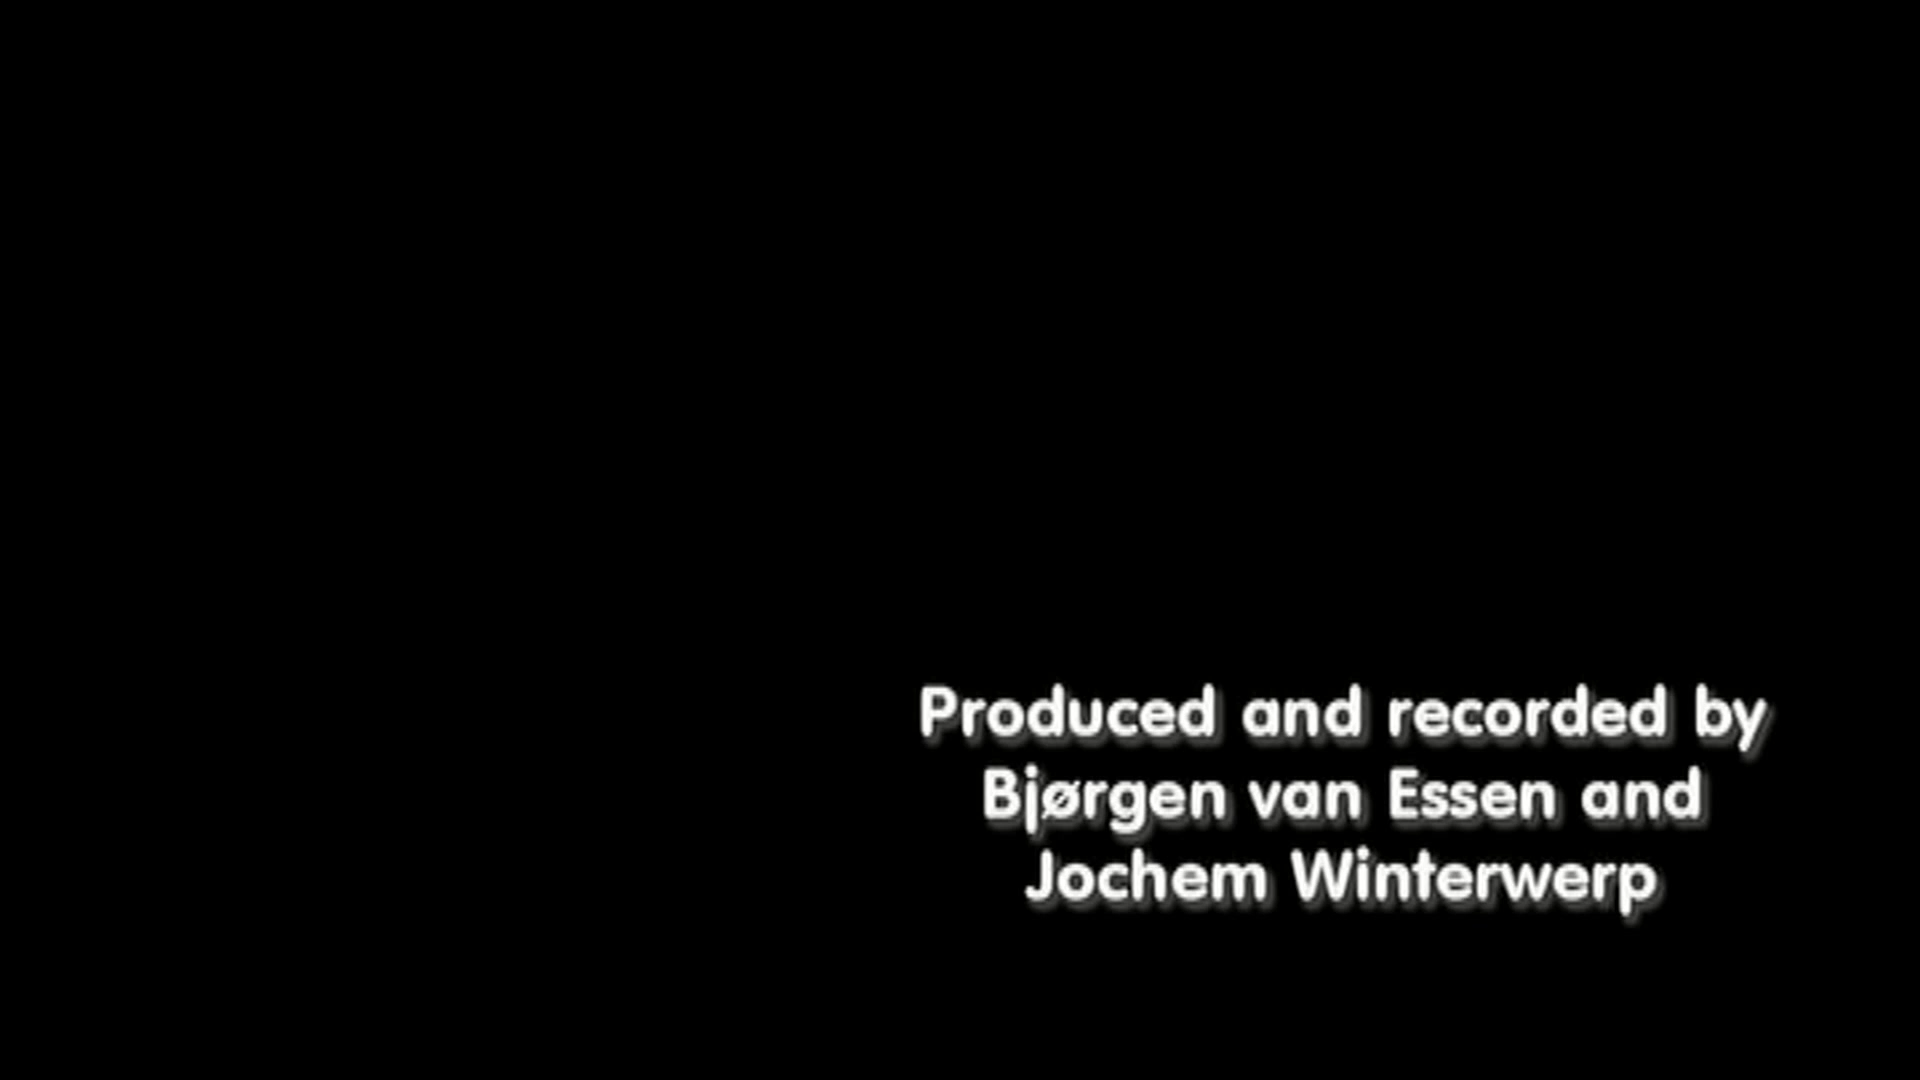 Produced and recorded by
Bjørgen van Essen and
Jochem Winterwerp